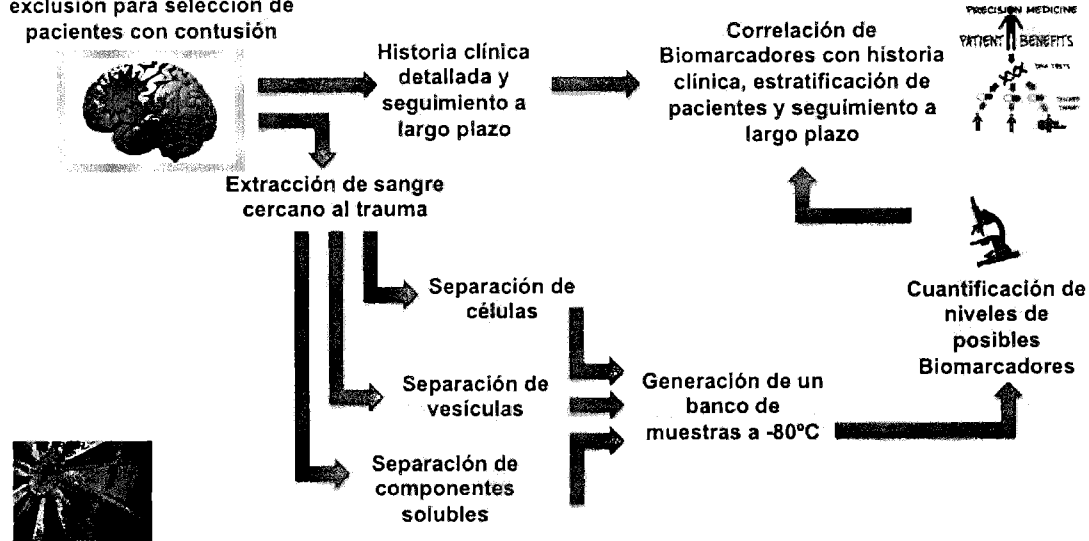 exclusión para selección de
pacientes con contusión
Historia clínica
detallada y
seguimiento a
largo plazo
Correlación de
Biomarcadores con historia
clínica, estratificación de
pacientes y seguimiento a
largo plazo
PRECISION MEDICINE
PATIENT BENEFITS
DNA TESTS
Extracción de sangre
cercano al trauma
Separación de
células
Separación de
vesículas
Separación de
componentes
solubles
Generación de un
banco de
muestras a -80ºC
Cuantificación de
niveles de
posibles
Biomarcadores